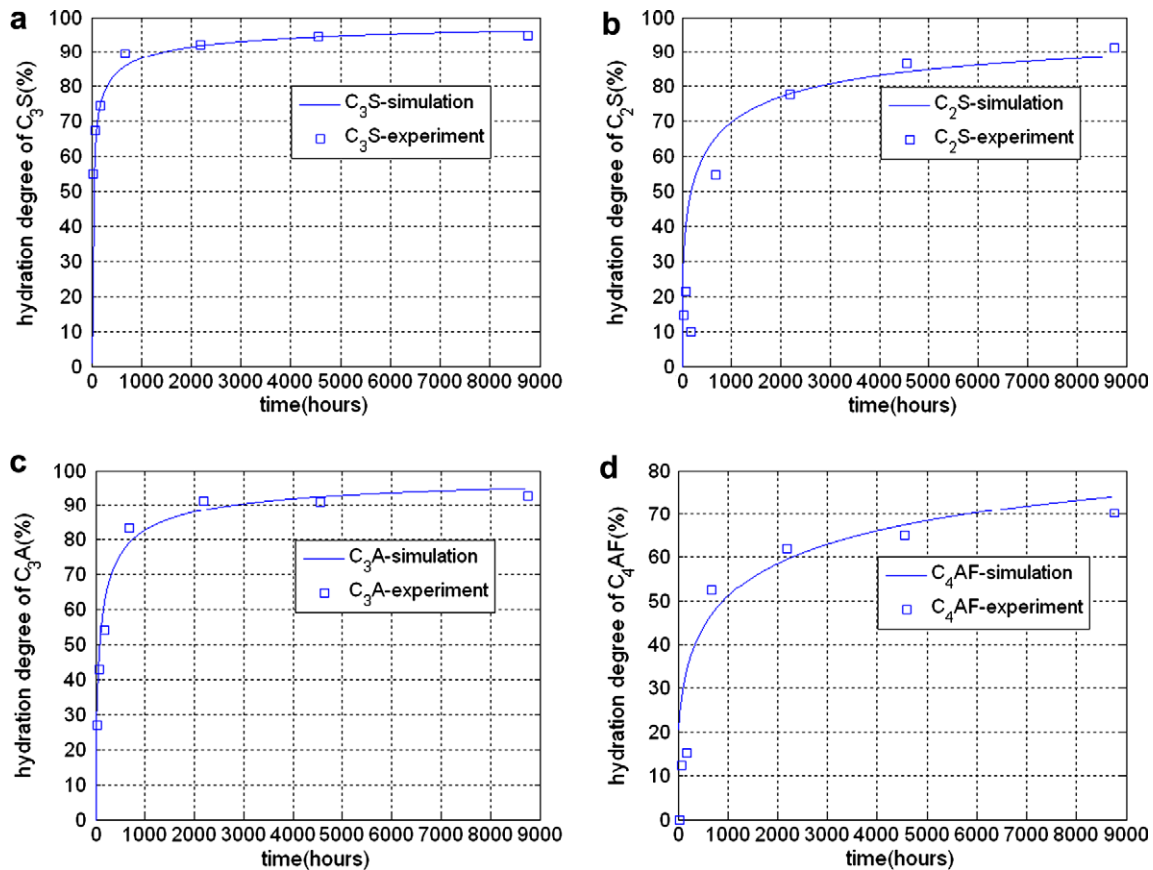 a
100
90
80
70
60
50
40
30
20
10
0
hydration degree of C3S(%)
C3S-simulation
C3S-experiment
0 1000 2000 3000 4000 5000 6000 7000 8000 9000
time(hours)
b
100
90
80
70
60
50
40
30
20
10
0
hydration degree of C2S(%)
C2S-simulation
C2S-experiment
0 1000 2000 3000 4000 5000 6000 7000 8000 9000
time(hours)
c
100
90
80
70
60
50
40
30
20
10
0
hydration degree of C3A(%)
C3A-simulation
C3A-experiment
0 1000 2000 3000 4000 5000 6000 7000 8000 9000
time(hours)
d
80
70
60
50
40
30
20
10
0
hydration degree of C4AF(%)
C4AF-simulation
C4AF-experiment
0 1000 2000 3000 4000 5000 6000 7000 8000 9000
time(hours)